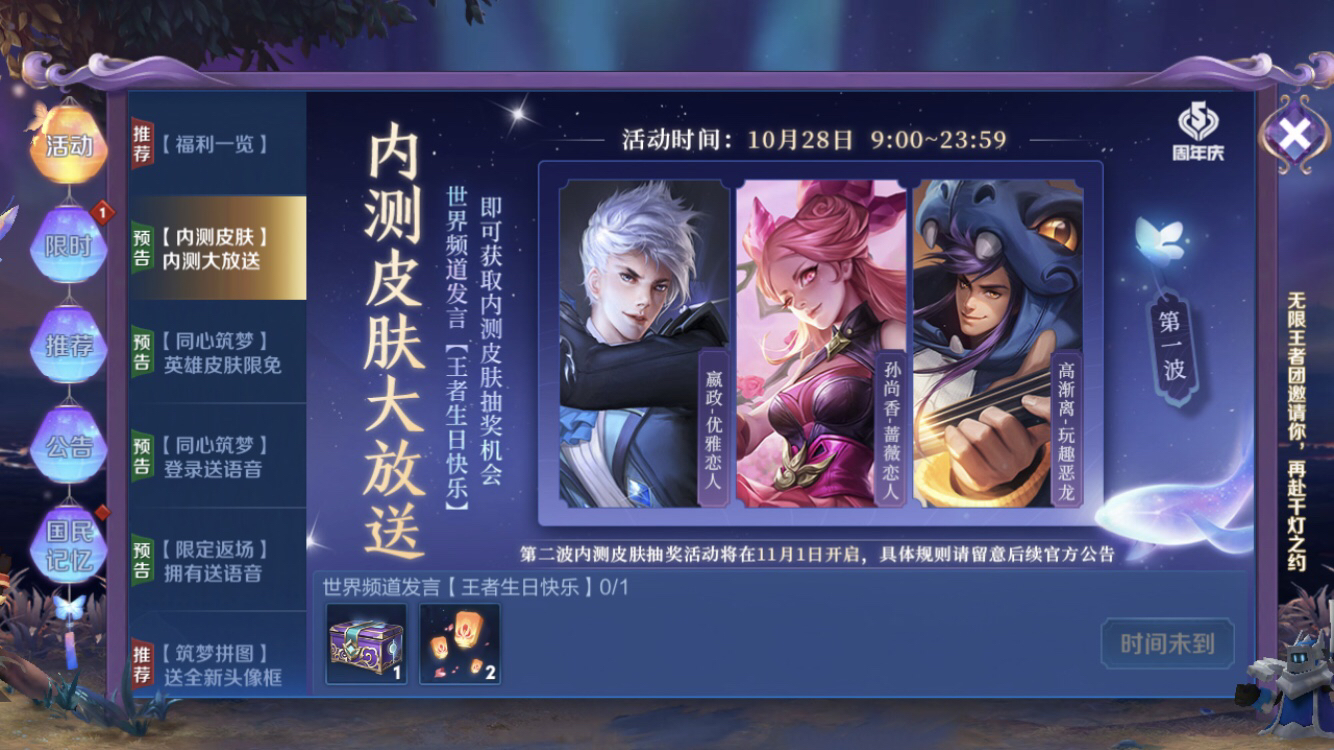 活动
限时
1
推荐
公告
国民
记忆
推荐
【福利一览】
预告
【内测皮肤】
内测大放送
预告
【同心筑梦】
英雄皮肤限免
预告
【同心筑梦】
登录送语音
预告
【限定返场】
拥有送语音
推荐
【筑梦拼图】
送全新头像框
内测皮肤大放送
世界频道发言【王者生日快乐】
即可获取内测皮肤抽奖机会
活动时间：10月28日 9:00~23:59
嬴政-优雅恋人
孙尚香-蔷薇恋人
高渐离-玩趣恶龙
5
周年庆
第一波
第二波内测皮肤抽奖活动将在11月1日开启，具体规则请留意后续官方公告
世界频道发言【王者生日快乐】0/1
1
2
时间未到
无限王者团邀请你，再赴千灯之约